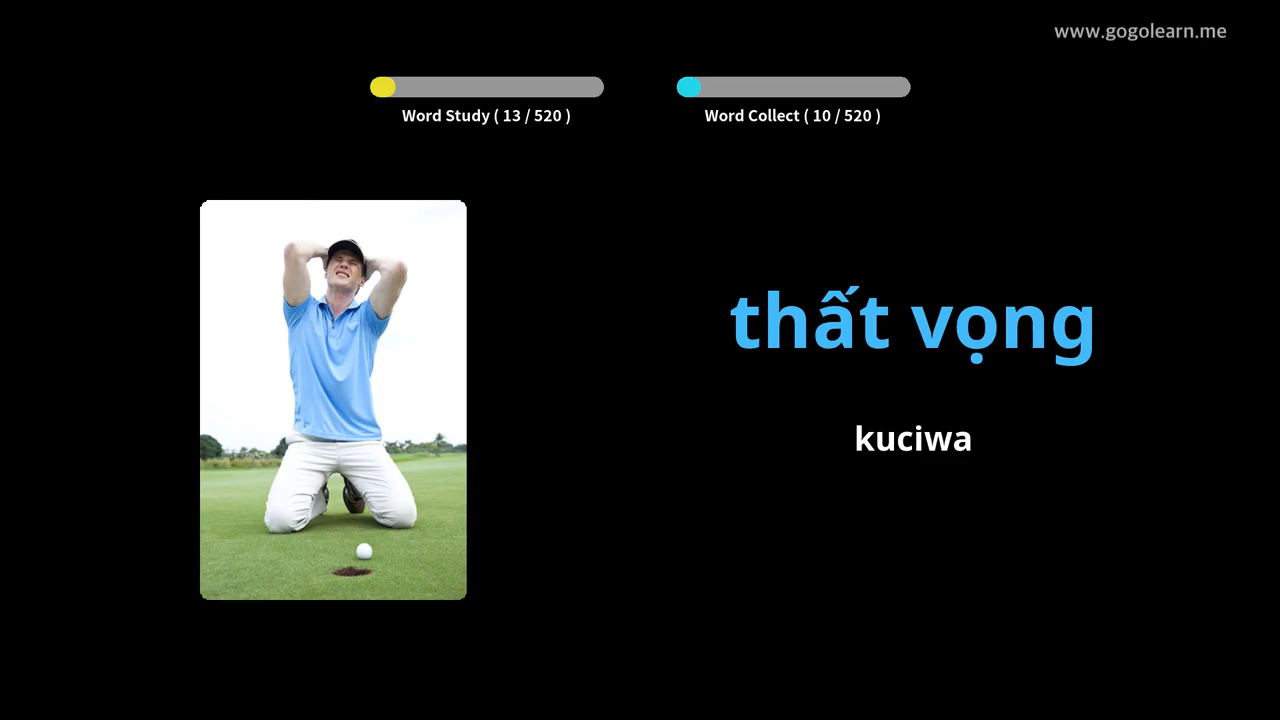 www.gogolearn.me
Word Study ( 13 / 520 )
Word Collect ( 10 / 520 )
thất vọng
kuciwa